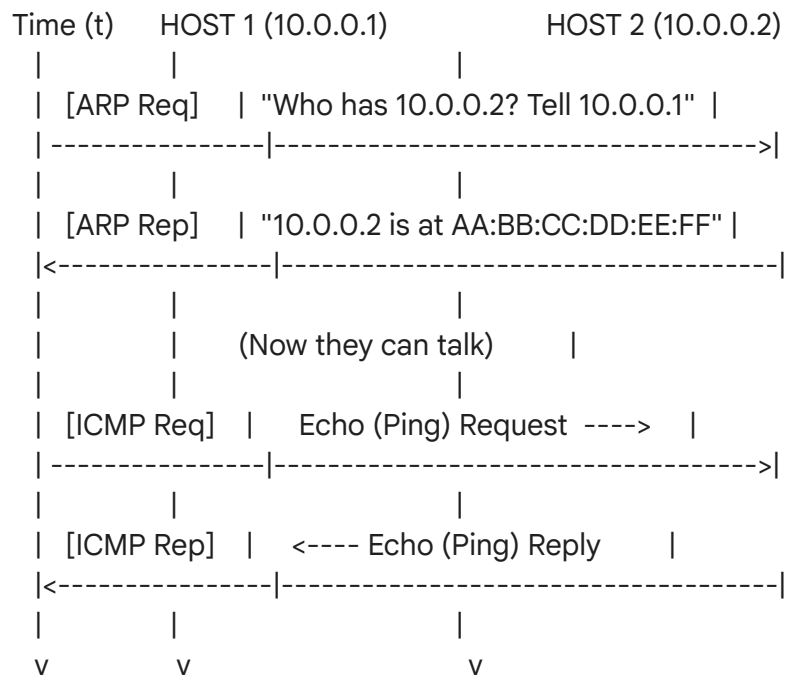 Time (t)    HOST 1 (10.0.0.1)    HOST 2 (10.0.0.2)
|    |    |
| [ARP Req] | "Who has 10.0.0.2? Tell 10.0.0.1" |
| ----------------|------------------------------------->|
|    |    |
| [ARP Rep] | "10.0.0.2 is at AA:BB:CC:DD:EE:FF" |
|<----------------|--------------------------------------|
|    |    |
|    |    (Now they can talk)    |
|    |    |
| [ICMP Req] | Echo (Ping) Request ----> |
| ----------------|------------------------------------->|
|    |    |
| [ICMP Rep] | <---- Echo (Ping) Reply |
|<----------------|--------------------------------------|
|    |    |
v    v    v